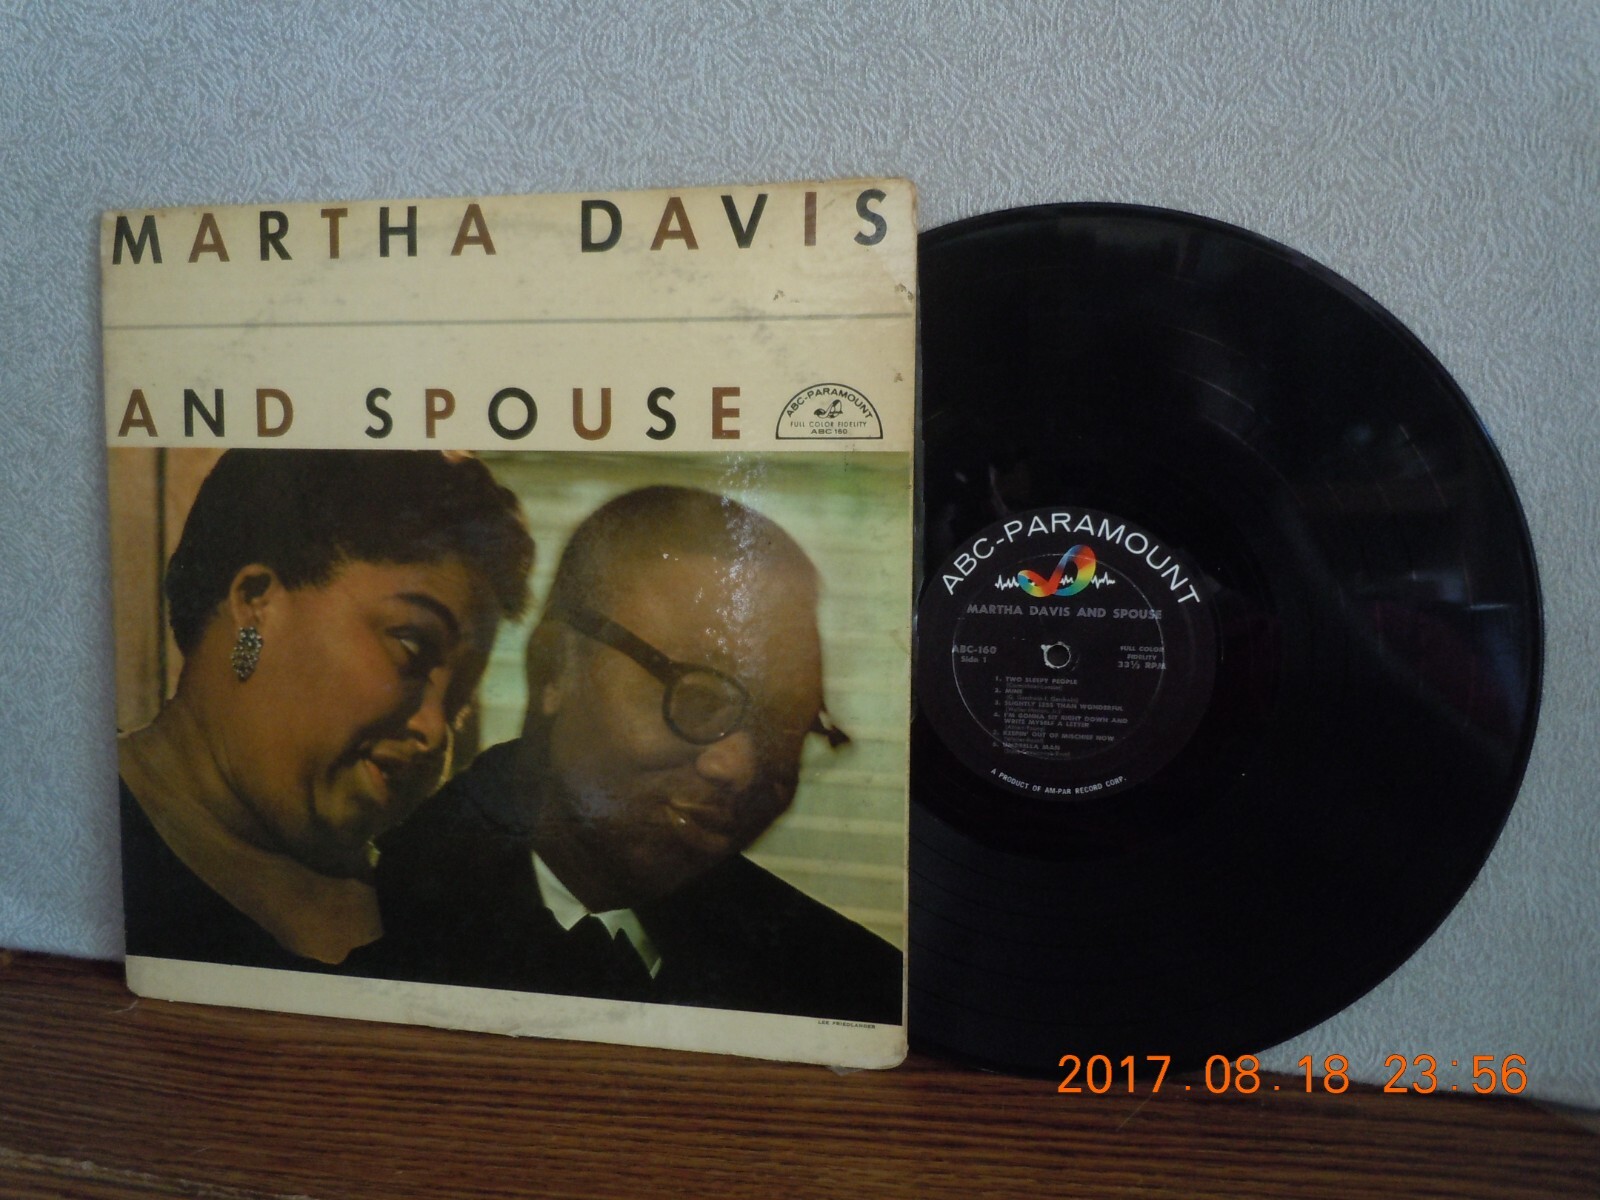 MARTHA DAVIS
AND SPOUSE
ABC-PARAMOUNT
FULL COLOR FIDELITY
ABC 160
LEE FRIEDLANDER
ABC-PARAMOUNT
MARTHA DAVIS AND SPOUSE
ABC-160
Side 1
FULL COLOR
FIDELITY
33⅓ RPM
1. TWO SLEEPY PEOPLE
2. MINE
3. SLIGHTLY LESS THAN WONDERFUL
4. I'M GONNA SIT RIGHT DOWN AND
WRITE MYSELF A LETTER
5. KEEPIN' OUT OF MISCHIEF NOW
6. UMBRELLA MAN
A PRODUCT OF AM-PAR RECORD CORP.
2017.08.18 23:56